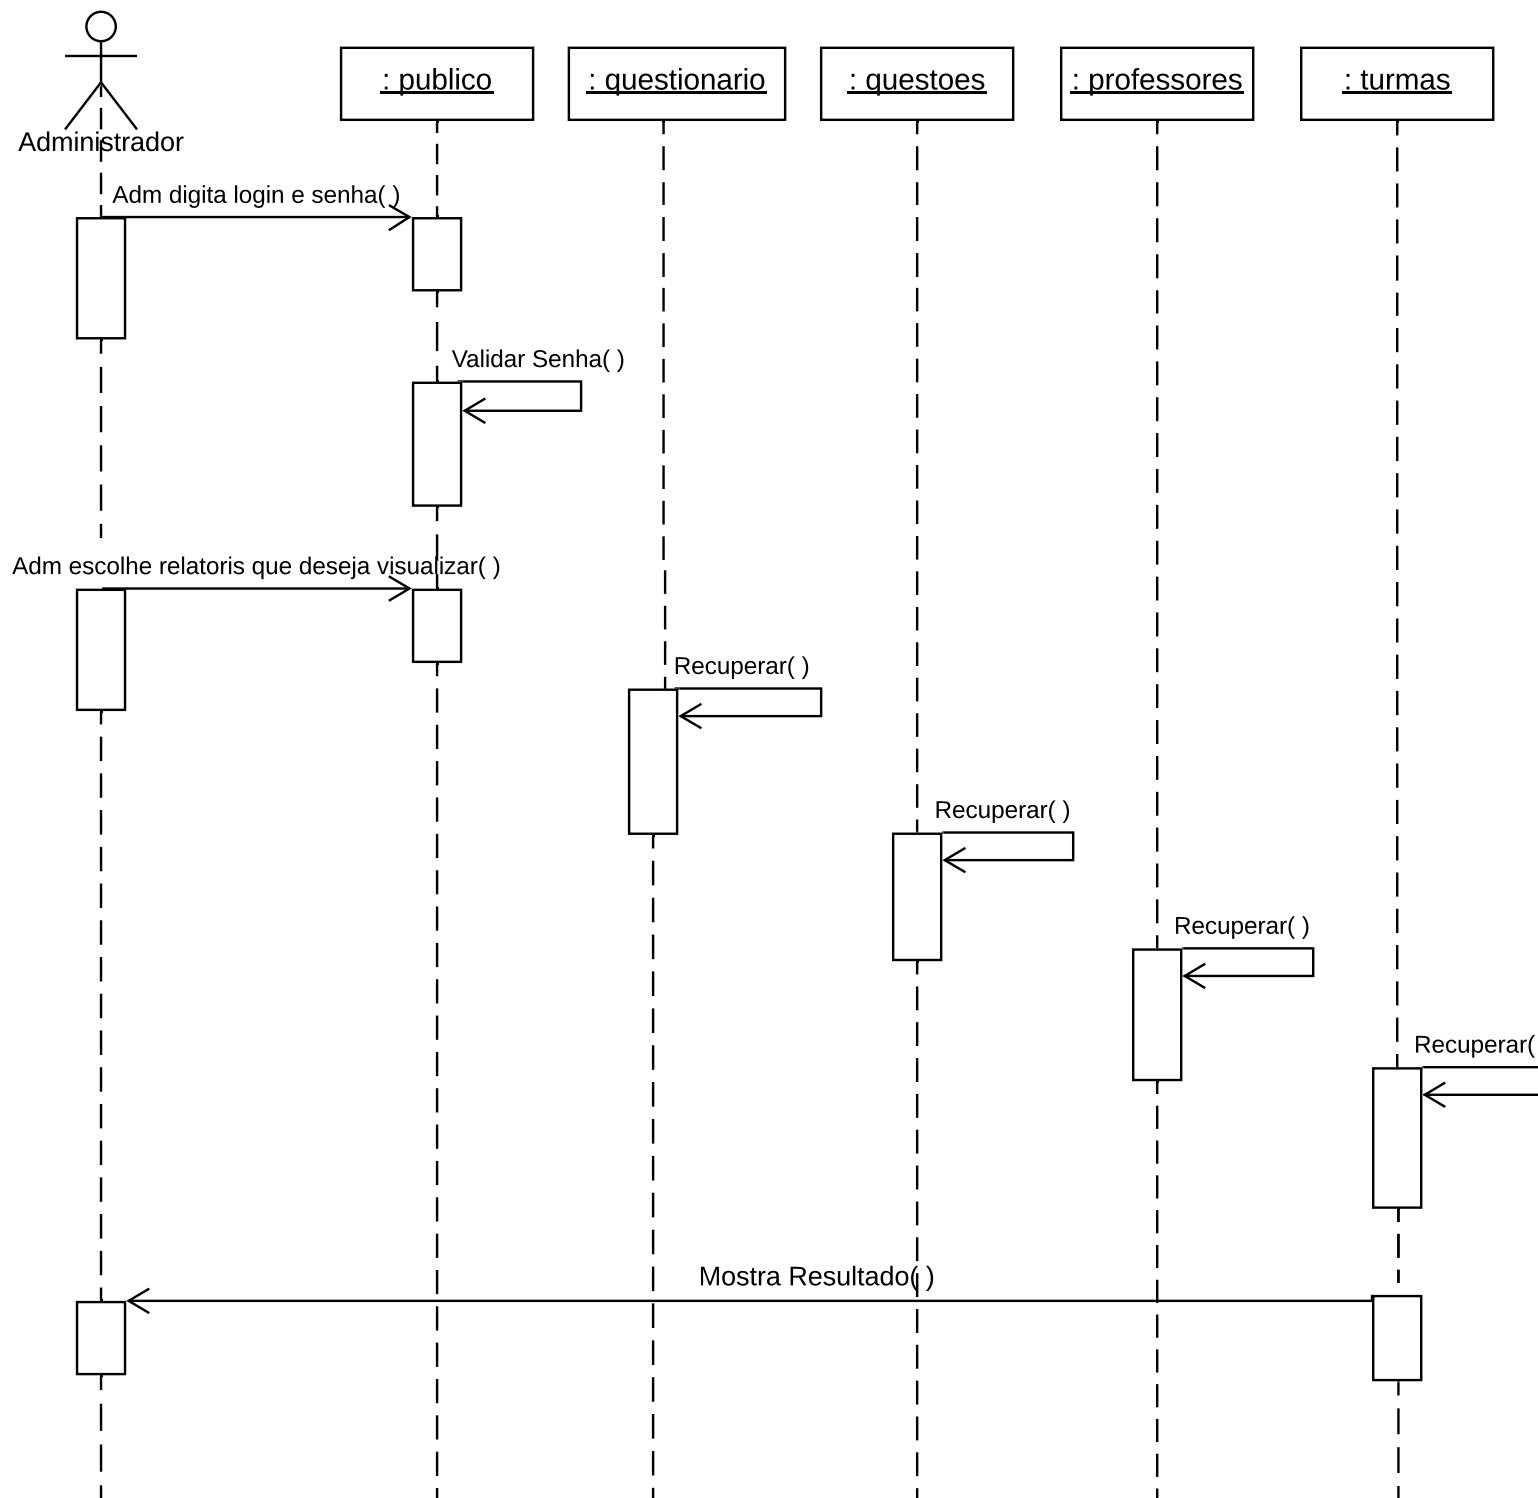 : publico
: questionario
: questoes
: professores
: turmas
Administrador
Adm digita login e senha( )
Validar Senha( )
Adm escolhe relatoris que deseja visualizar( )
Recuperar( )
Recuperar( )
Recuperar( )
Recuperar(
Mostra Resultado( )